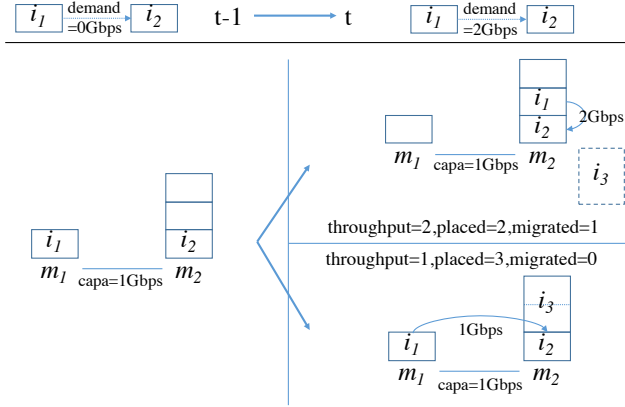 i1 demand =0Gbps i2 t-1 t i1 demand =2Gbps i2
i1
i2
2Gbps
m1 capa=1Gbps m2
i3
throughput=2,placed=2,migrated=1
i1
i2
m1 capa=1Gbps m2
throughput=1,placed=3,migrated=0
i3
1Gbps
i1
i2
m1 capa=1Gbps m2